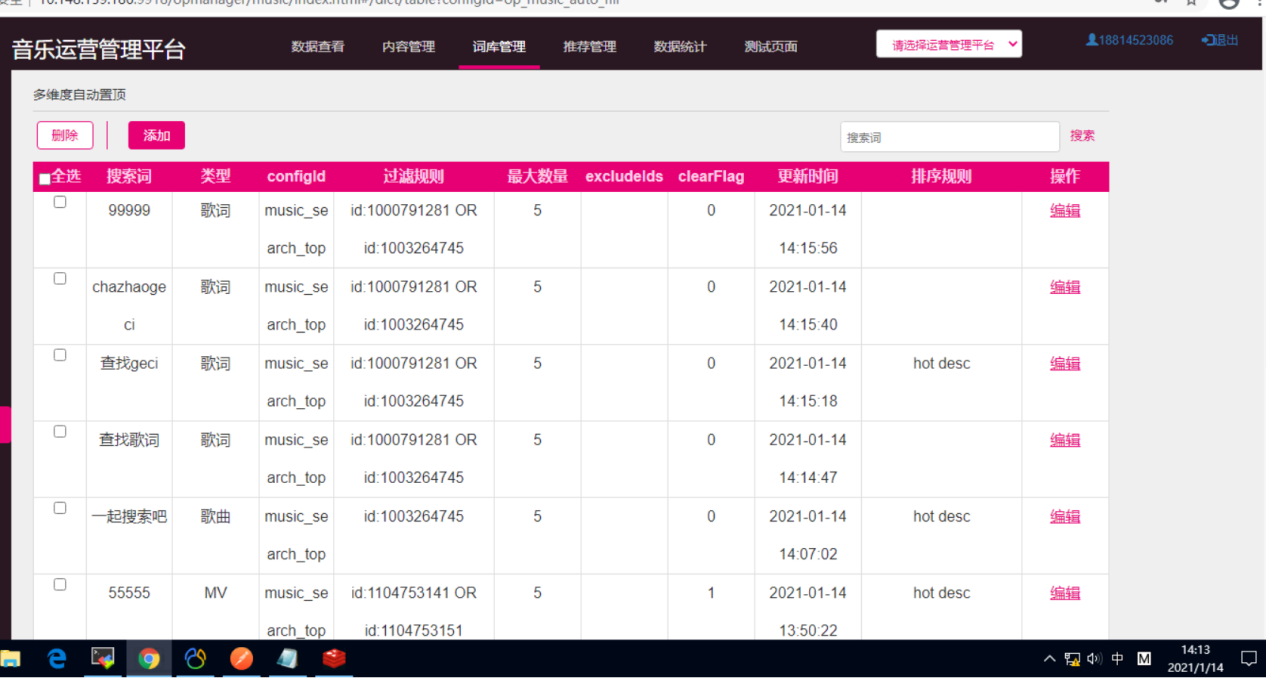 音乐运营管理平台 数据查看 内容管理 词库管理 推荐管理 数据统计 测试页面 请选择运营管理平台 18814523086 退出
多维度自动置顶
删除 添加 搜索词 搜索
全选 搜索词 类型 configId 过滤规则 最大数量 excludeIds clearFlag 更新时间 排序规则 操作
99999 歌词 music_se id:1000791281 OR 5 0 2021-01-14 编辑
arch_top id:1003264745 14:15:56
chazhaoge 歌词 music_se id:1000791281 OR 5 0 2021-01-14 编辑
ci arch_top id:1003264745 14:15:40
查找geci 歌词 music_se id:1000791281 OR 5 0 2021-01-14 hot desc 编辑
arch_top id:1003264745 14:15:18
查找歌词 歌词 music_se id:1000791281 OR 5 0 2021-01-14 编辑
arch_top id:1003264745 14:14:47
一起搜索吧 歌曲 music_se id:1003264745 5 0 2021-01-14 hot desc 编辑
arch_top 14:07:02
55555 MV music_se id:1104753141 OR 5 1 2021-01-14 hot desc 编辑
arch_top id:1104753151 13:50:22
中 M 14:13
2021/1/14